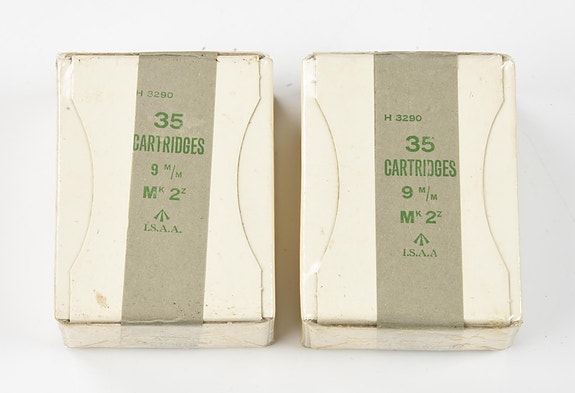 H 3290
35
CARTRIDGES
9 M/M
MK 2Z
I.S.A.A.
H 3290
35
CARTRIDGES
9 M/M
MK 2Z
I.S.A.A